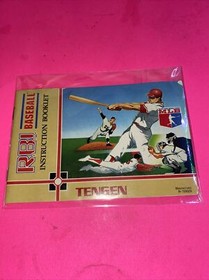 RBI BASEBALL
INSTRUCTION BOOKLET
TENGEN